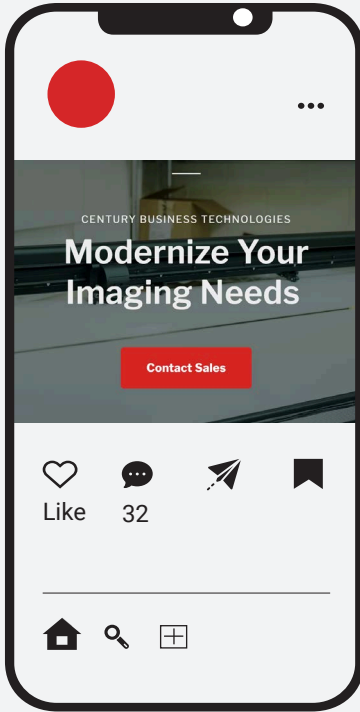 CENTURY BUSINESS TECHNOLOGIES
Modernize Your
Imaging Needs
Contact Sales
Like
32